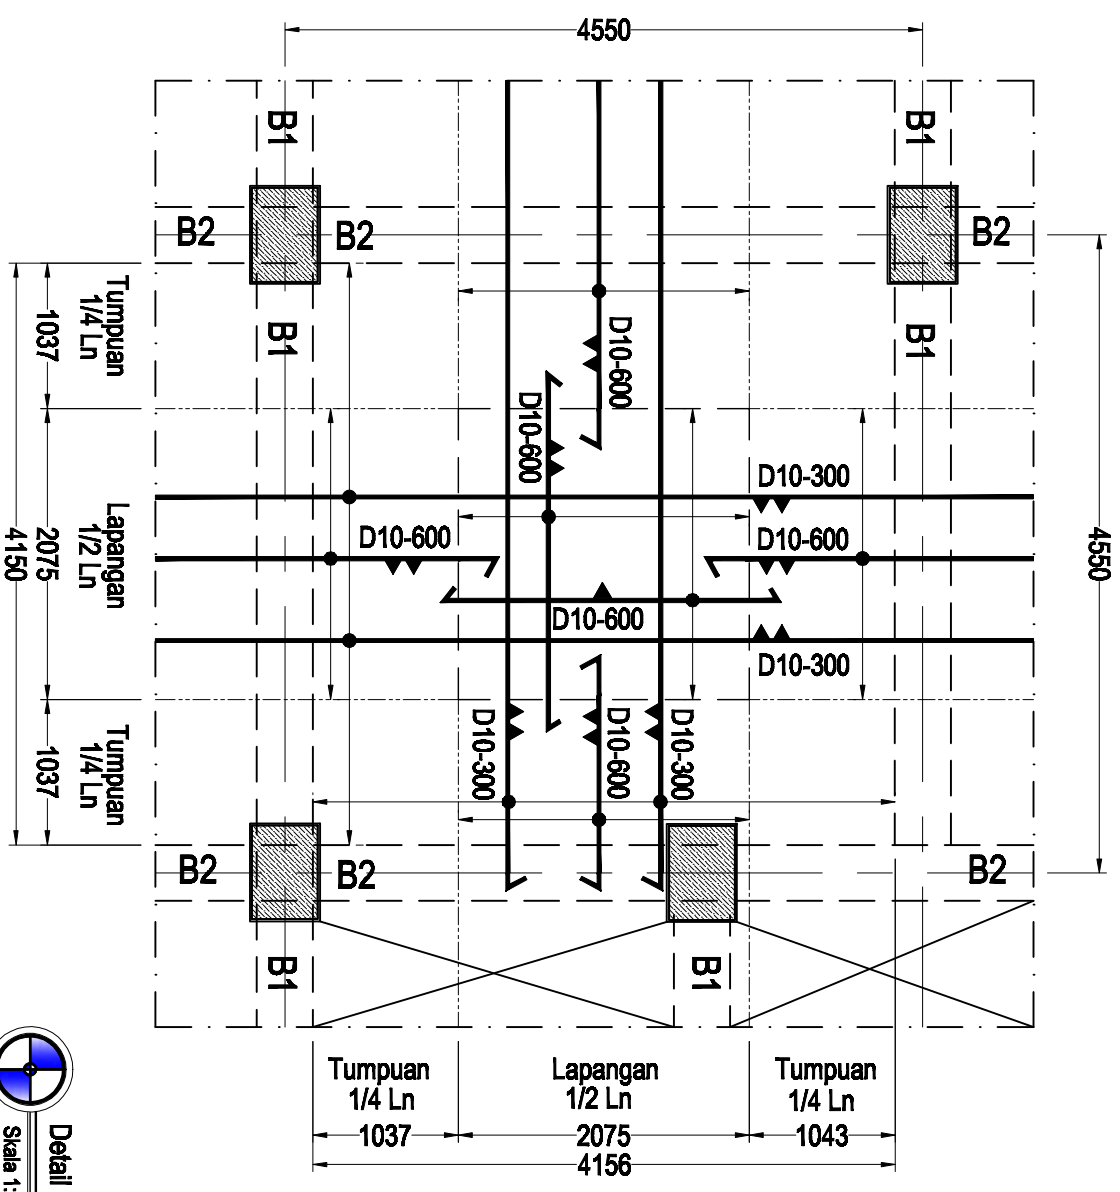 4550
B1
B1
B2
B2
B2
B1
B1
4550
Tumpuan
1/4 Ln
1037
D10-600
D10-600
D10-300
D10-600
D10-600
D10-600
D10-300
Lapangan
1/2 Ln
2075
4150
Tumpuan
1/4 Ln
1037
D10-300
D10-600
D10-300
B2
B2
B2
B1
B1
Tumpuan
1/4 Ln
1037
Lapangan
1/2 Ln
2075
Tumpuan
1/4 Ln
1043
4156
Detail
Skala 1: